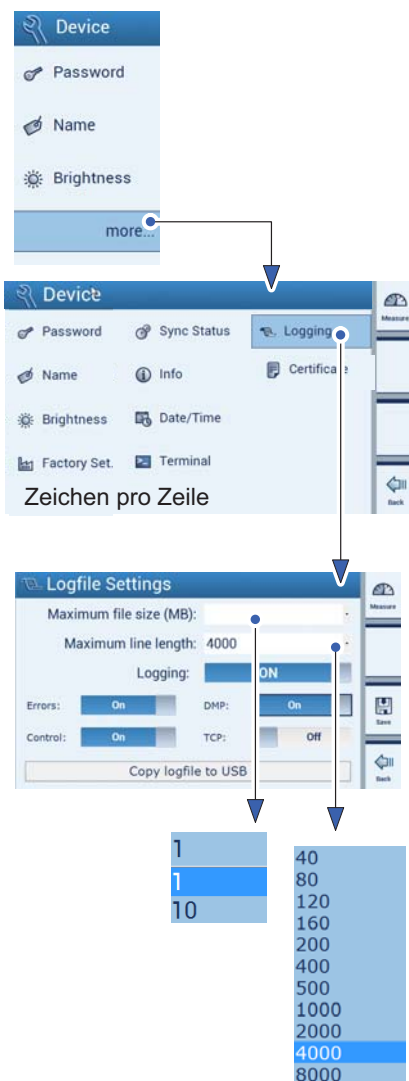 Device
Password
Name
Brightness
more...
Device
Measure
Password
Sync Status
Logging
Name
Info
Certificate
Brightness
Date/Time
Factory Set.
Terminal
Back
Zeichen pro Zeile
Logfile Settings
Measure
Maximum file size (MB):
Maximum line length: 4000
Logging: ON
Errors: On DMP: On
Save
Control: On TCP: Off
Copy logfile to USB
Back
1
1
10
40
80
120
160
200
400
500
1000
2000
4000
8000